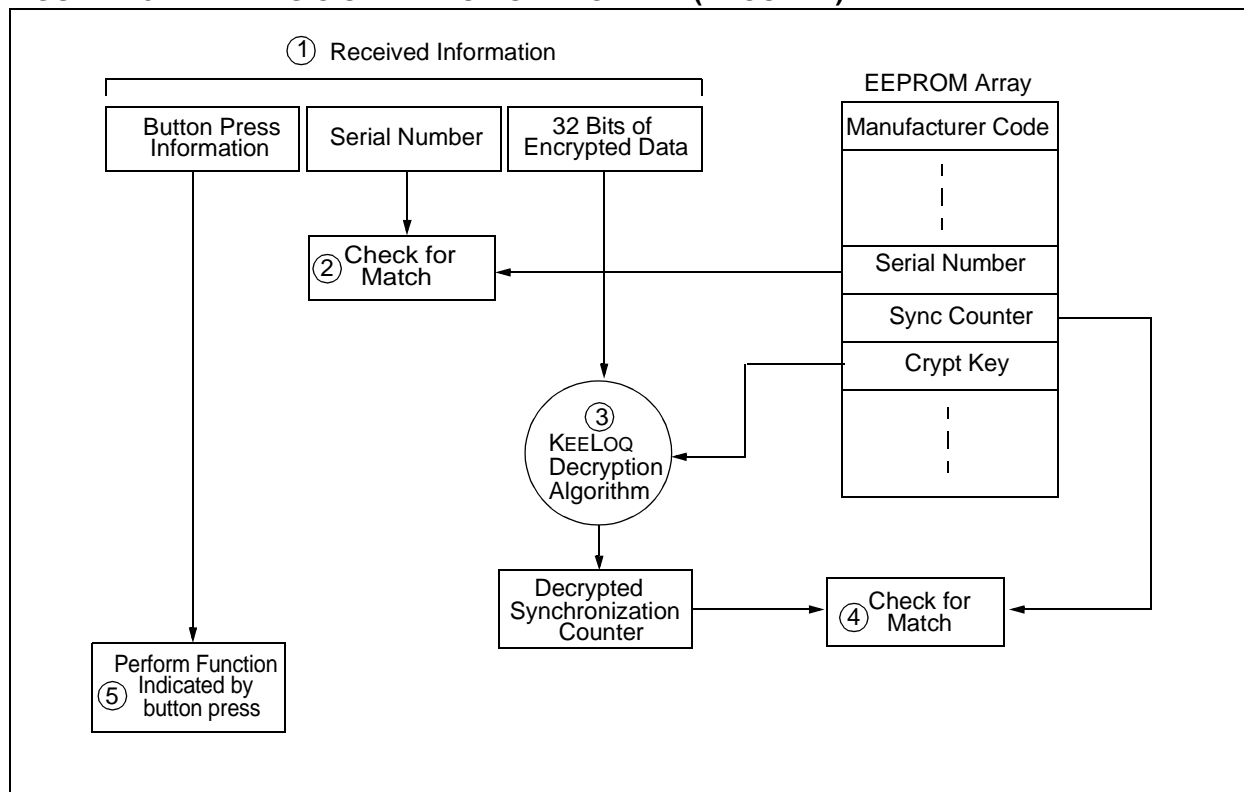 ① Received Information
EEPROM Array
Button Press
Information
Serial Number
32 Bits of
Encrypted Data
Manufacturer Code
② Check for
Match
Serial Number
Sync Counter
Crypt Key
③
KEELOQ
Decryption
Algorithm
Decrypted
Synchronization
Counter
④ Check for
Match
Perform Function
⑤ Indicated by
button press